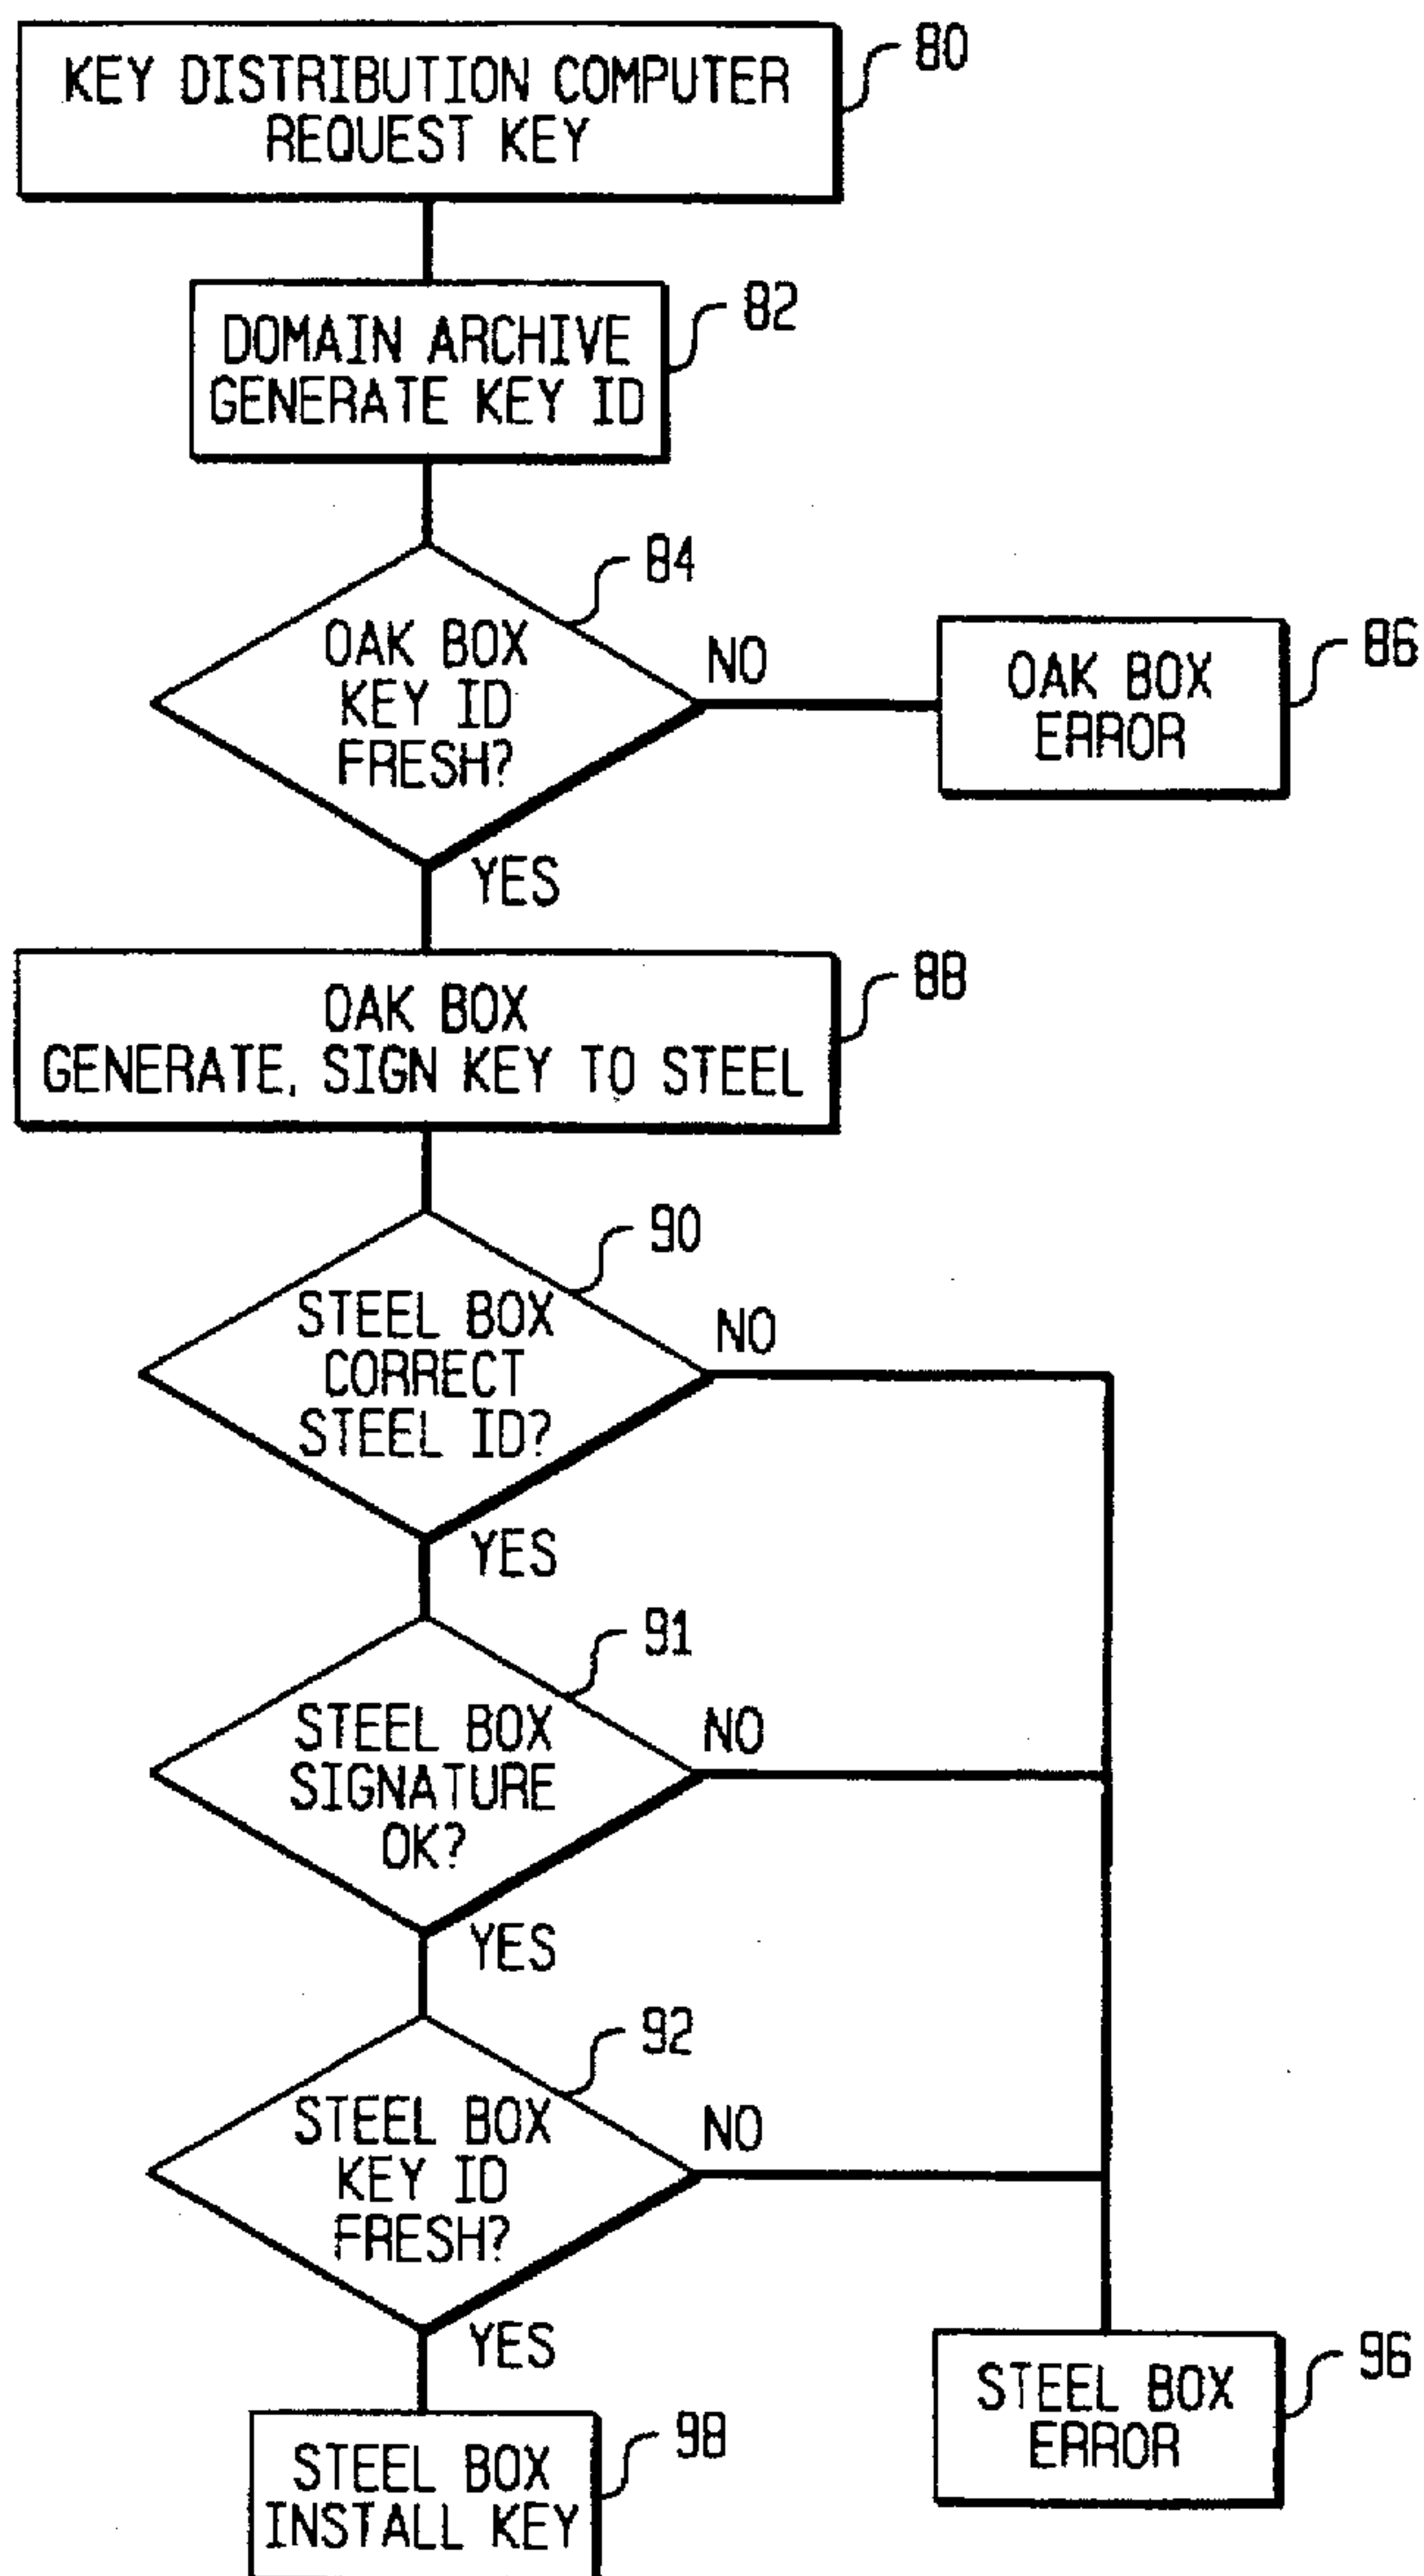 KEY DISTRIBUTION COMPUTER
REQUEST KEY
80
DOMAIN ARCHIVE
GENERATE KEY ID
82
OAK BOX
KEY ID
FRESH?
84
NO
OAK BOX
ERROR
86
YES
OAK BOX
GENERATE, SIGN KEY TO STEEL
88
STEEL BOX
CORRECT
STEEL ID?
90
NO
YES
STEEL BOX
SIGNATURE
OK?
91
NO
YES
STEEL BOX
KEY ID
FRESH?
92
NO
YES
STEEL BOX
ERROR
96
STEEL BOX
INSTALL KEY
98